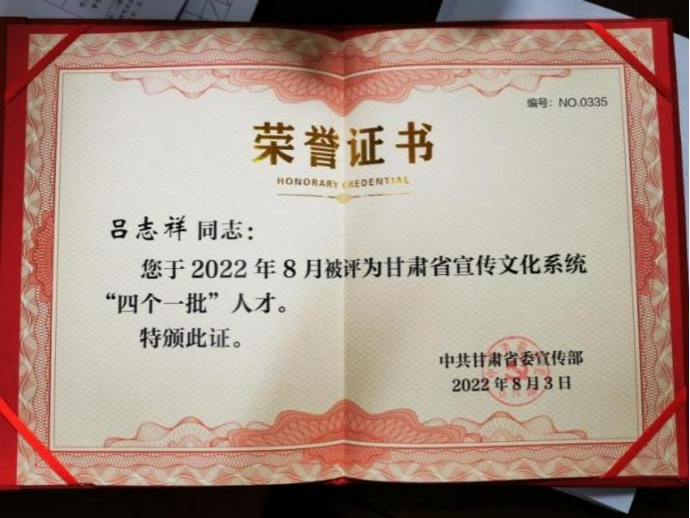 编号：NO.0335
荣誉证书
HONORARY CREDENTIAL
吕志祥 同志：
您于 2022 年 8 月被评为甘肃省宣传文化系统
“四个一批”人才。
特颁此证。
中共甘肃省委宣传部
2022 年 8 月 3 日